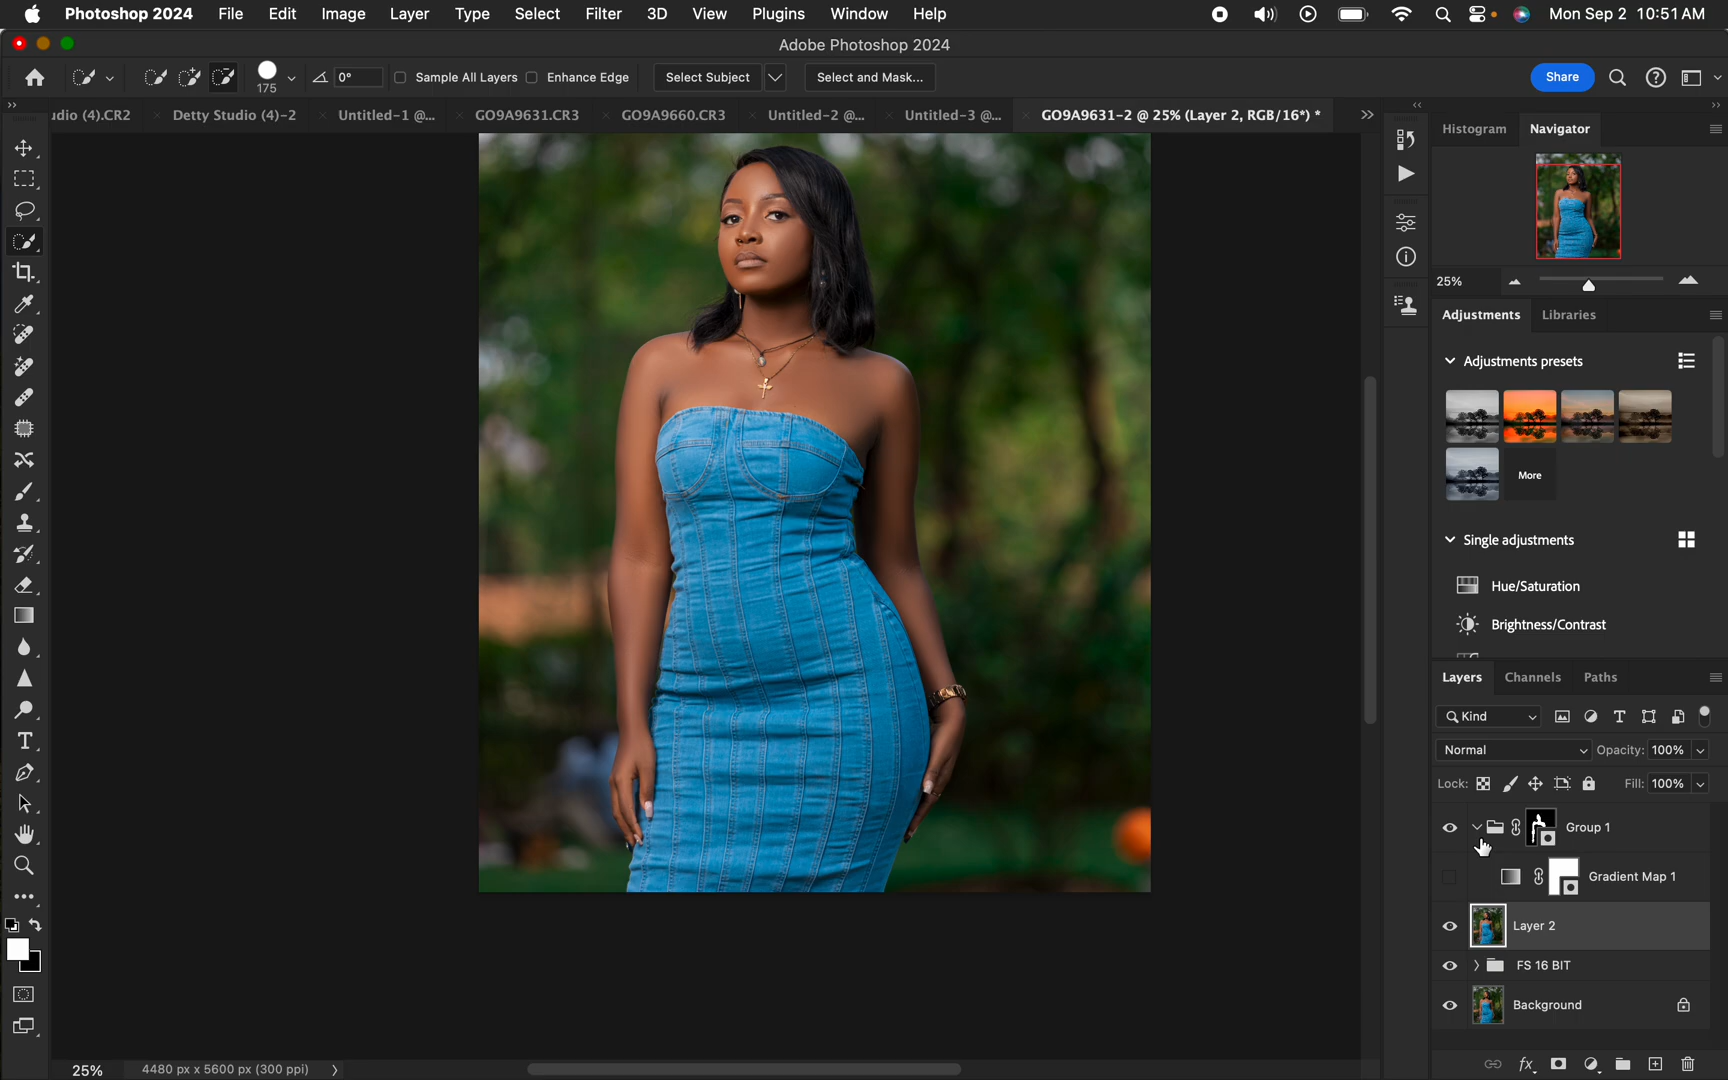 Photoshop 2024 File Edit Image Layer Type Select Filter 3D View Plugins Window Help Mon Sep 2 10:51 AM
Adobe Photoshop 2024
175 0° Sample All Layers Enhance Edge Select Subject Select and Mask... Share
dio (4).CR2 × Detty Studio (4)-2 × Untitled-1 @... × GO9A9631.CR3 × GO9A9660.CR3 × Untitled-2 @... × Untitled-3 @... × GO9A9631-2 @ 25% (Layer 2, RGB/16*) *
Histogram Navigator
25%
Adjustments Libraries
Adjustments presets
More
Single adjustments
Hue/Saturation
Brightness/Contrast
Layers Channels Paths
Kind
Normal Opacity: 100%
Lock: Fill: 100%
Group 1
Gradient Map 1
Layer 2
FS 16 BIT
Background
25% 4480 px x 5600 px (300 ppi)